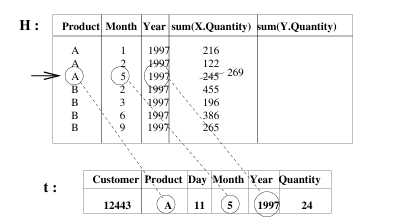 H : Product Month Year sum(X.Quantity) sum(Y.Quantity)
A 1 1997 216
A 2 1997 122
A 5 1997 245 269
B 2 1997 455
B 3 1997 196
B 6 1997 386
B 9 1997 265
t : Customer Product Day Month Year Quantity
12443 A 11 5 1997 24